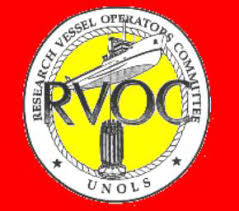 RESEARCH VESSEL OPERATORS COMMITTEE
RVOC
UNOLS